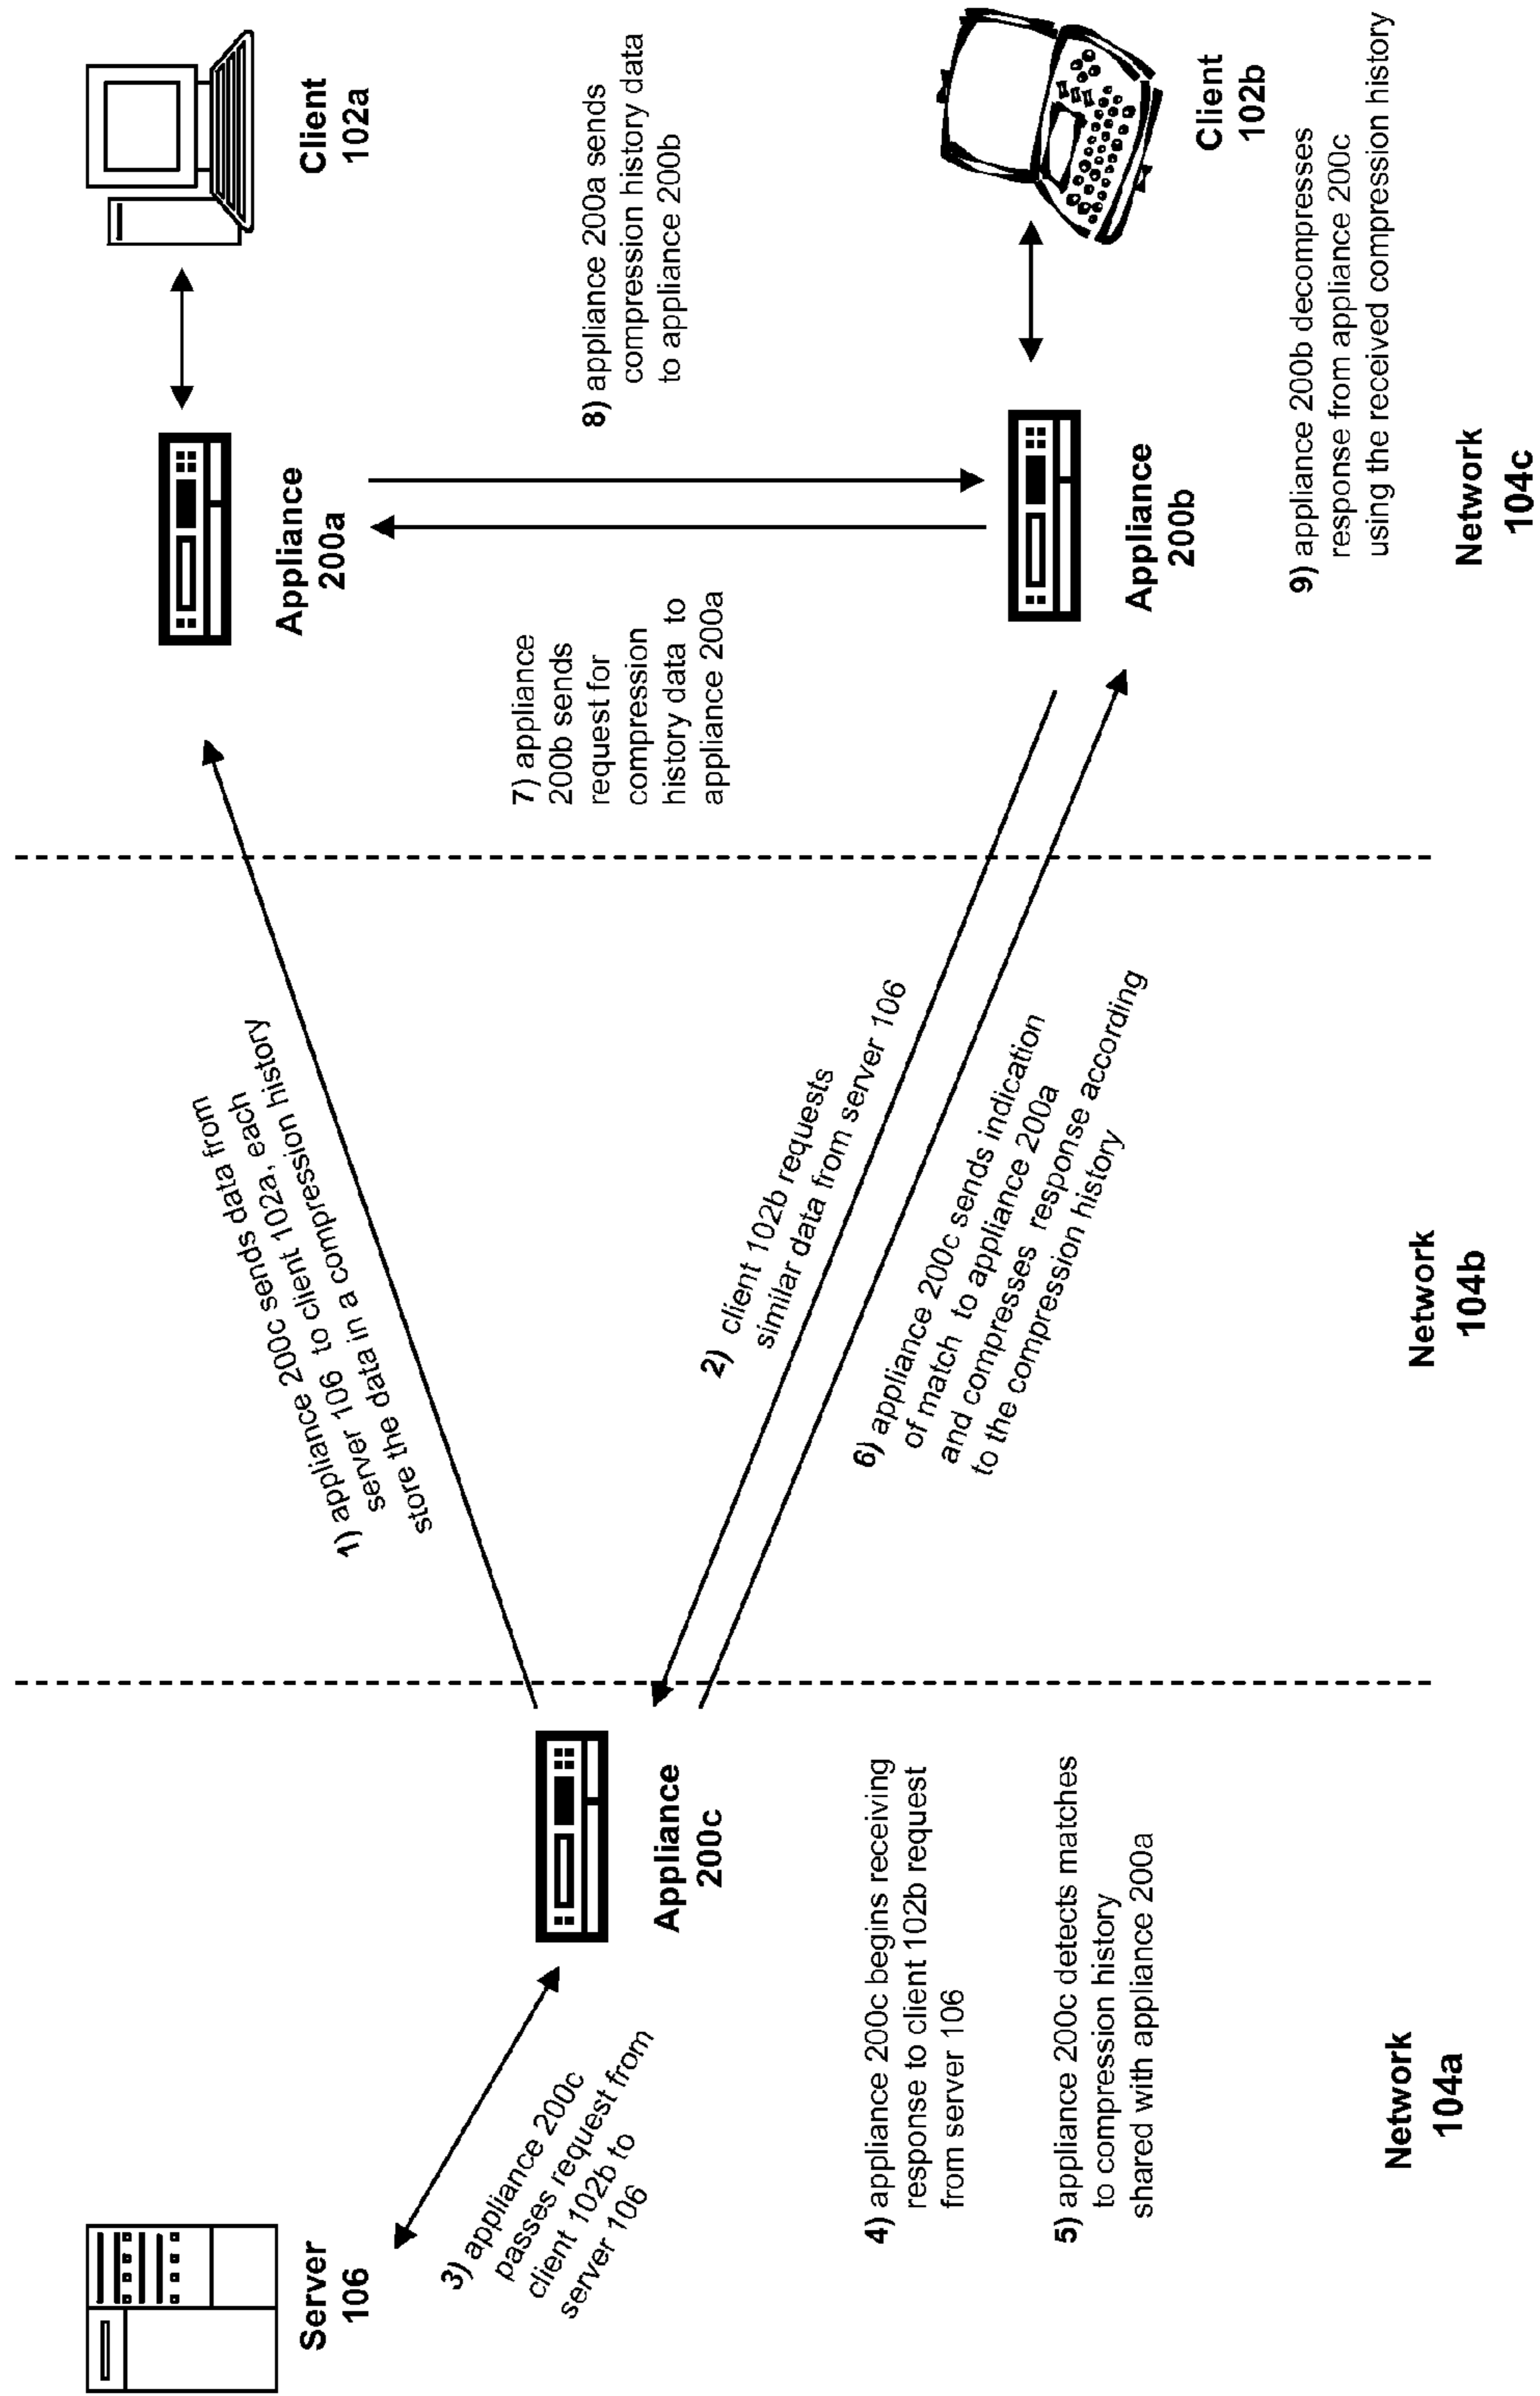 Server
106
3) appliance 200c
passes request from
client 102b to
server 106
Appliance
200c
4) appliance 200c begins receiving
response to client 102b request
from server 106
5) appliance 200c detects matches
to compression history
shared with appliance 200a
Network
104a
1) appliance 200c sends data from
server 106 to client 102a, each
store the data in a compression history
2) client 102b requests
similar data from server 106
6) appliance 200c sends indication
of match to appliance 200a
and compresses response according
to the compression history
Network
104b
Client
102a
Appliance
200a
7) appliance
200b sends
request for
compression
history data to
appliance 200a
8) appliance 200a sends
compression history data
to appliance 200b
Appliance
200b
Client
102b
9) appliance 200b decompresses
response from appliance 200c
using the received compression history
Network
104c